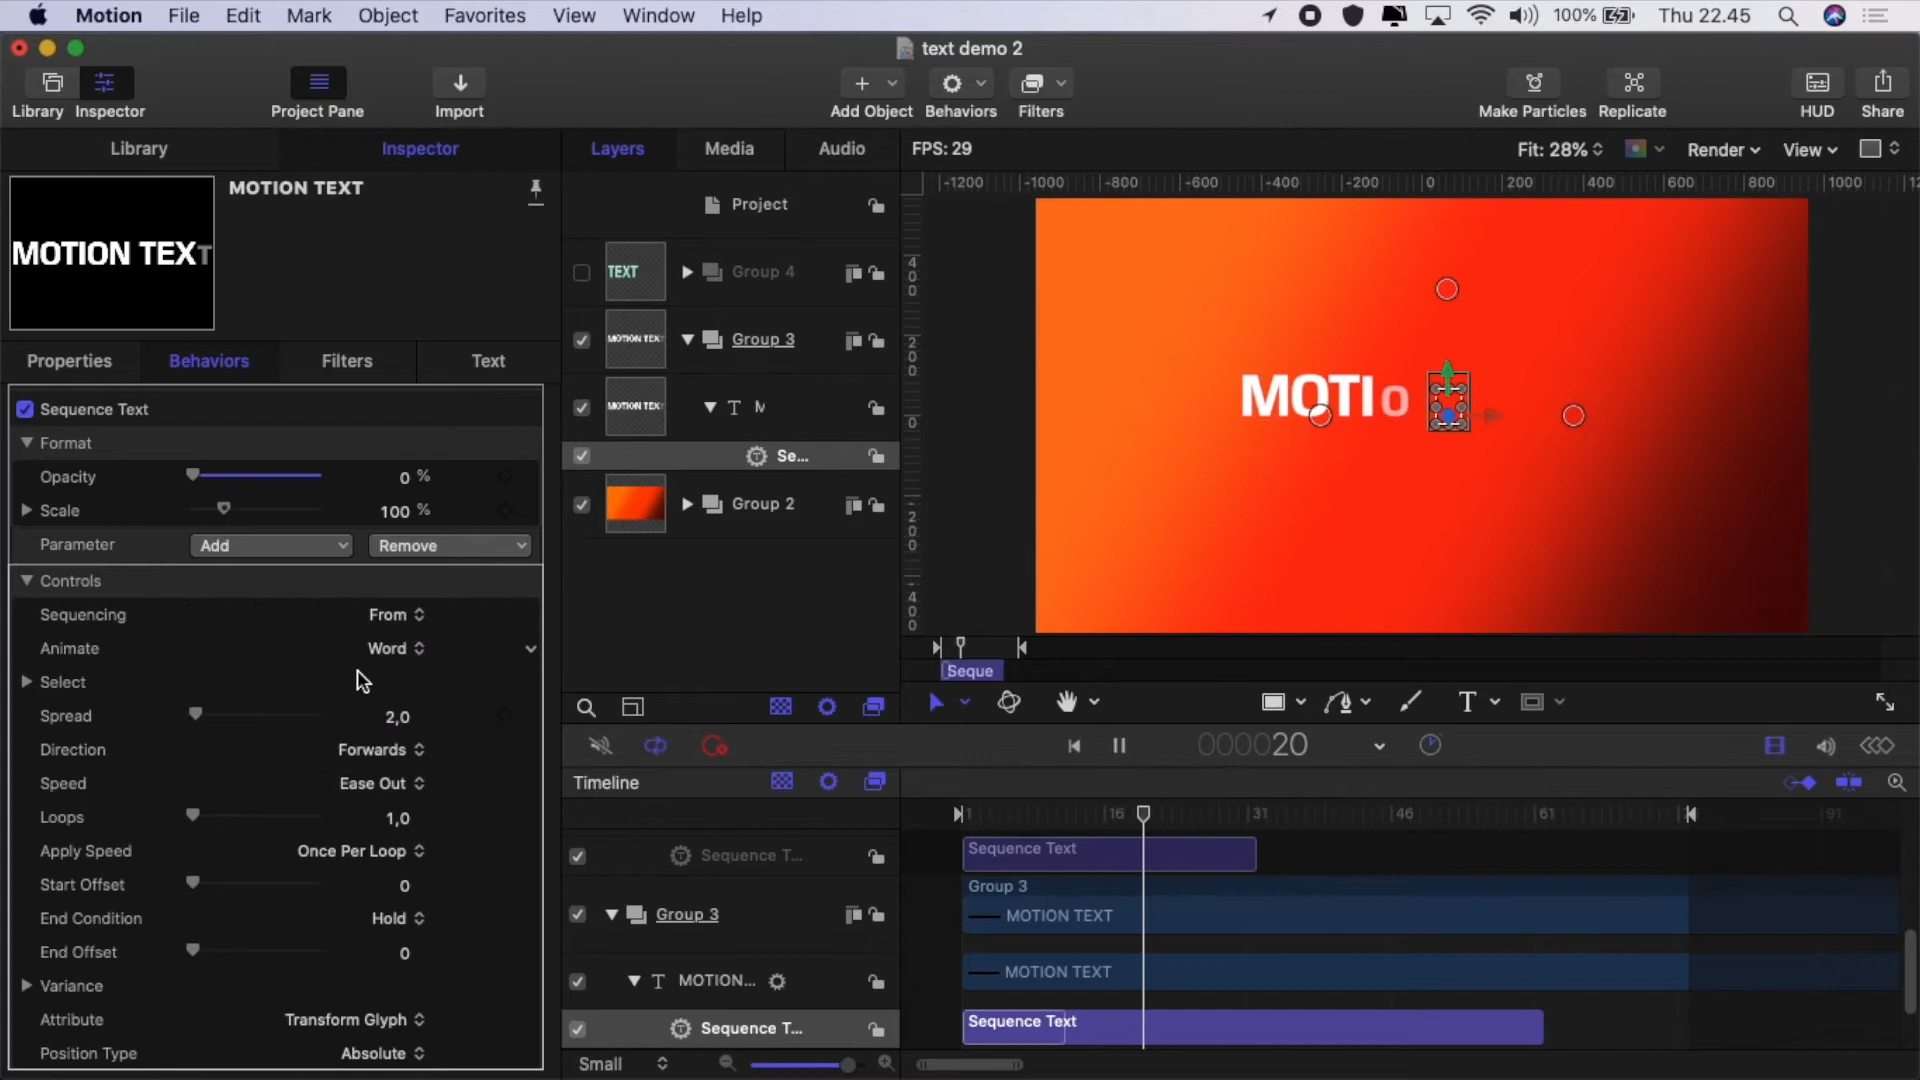 Motion File Edit Mark Object Favorites View Window Help 100% Thu 22.45
text demo 2
Library Inspector Project Pane Import Add Object Behaviors Filters Make Particles Replicate HUD Share
Library Inspector Layers Media Audio FPS: 29 Fit: 28% Render View
MOTION TEXT
MOTION TEXT
-1200 -1000 -800 -600 -400 -200 0 200 400 600 800 1000
Project
TEXT Group 4
MOTION TEXT Group 3
Properties Behaviors Filters Text
MOTION TEXT T M
MOTIO
Sequence Text
Format
Se...
Opacity 0 %
Scale 100 %
Group 2
Parameter Add Remove
Controls
Sequencing From
Animate Word
Select
Seque
Spread 2,0
T
Direction Forwards
000020
Speed Ease Out
Timeline
Loops 1,0
1 16 31 46 61 91
Apply Speed Once Per Loop
Sequence T...
Sequence Text
Start Offset 0
Group 3
End Condition Hold
Group 3
MOTION TEXT
End Offset 0
MOTION TEXT
Variance
T MOTION...
Attribute Transform Glyph
Sequence T...
Sequence Text
Position Type Absolute
Small